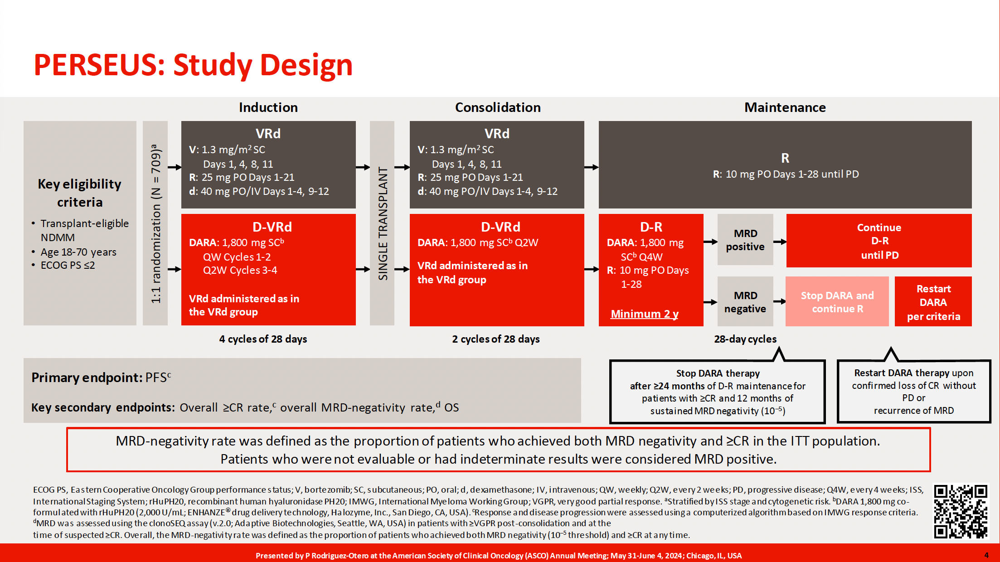 PERSEUS: Study Design
Induction
Consolidation
Maintenance
Key eligibility
criteria
• Transplant-eligible
NDMM
• Age 18-70 years
• ECOG PS ≤2
1:1 randomization (N = 709)ᵃ
VRd
V: 1.3 mg/m² SC
Days 1, 4, 8, 11
R: 25 mg PO Days 1-21
d: 40 mg PO/IV Days 1-4, 9-12
D-VRd
DARA: 1,800 mg SCᵇ
QW Cycles 1-2
Q2W Cycles 3-4
VRd administered as in
the VRd group
4 cycles of 28 days
SINGLE TRANSPLANT
VRd
V: 1.3 mg/m² SC
Days 1, 4, 8, 11
R: 25 mg PO Days 1-21
d: 40 mg PO/IV Days 1-4, 9-12
D-VRd
DARA: 1,800 mg SCᵇ Q2W
VRd administered as in
the VRd group
2 cycles of 28 days
R
R: 10 mg PO Days 1-28 until PD
D-R
DARA: 1,800 mg
SCᵇ Q4W
R: 10 mg PO Days
1-28
Minimum 2 y
MRD
positive
Continue
D-R
until PD
MRD
negative
Stop DARA and
continue R
Restart
DARA
per criteria
28-day cycles
Primary endpoint: PFSᶜ
Key secondary endpoints: Overall ≥CR rate,ᶜ overall MRD-negativity rate,ᵈ OS
Stop DARA therapy
after ≥24 months of D-R maintenance for
patients with ≥CR and 12 months of
sustained MRD negativity (10⁻⁵)
Restart DARA therapy upon
confirmed loss of CR without
PD or
recurrence of MRD
MRD-negativity rate was defined as the proportion of patients who achieved both MRD negativity and ≥CR in the ITT population.
Patients who were not evaluable or had indeterminate results were considered MRD positive.
ECOG PS, Eastern Cooperative Oncology Group performance status; V, bortezomib; SC, subcutaneous; PO, oral; d, dexamethasone; IV, intravenous; QW, weekly; Q2W, every 2 weeks; PD, progressive disease; Q4W, every 4 weeks; ISS,
International Staging System; rHuPH20, recombinant human hyaluronidase PH20; IMWG, International Myeloma Working Group; VGPR, very good partial response. ᵃStratified by ISS stage and cytogenetic risk. ᵇDARA 1,800 mg co-
formulated with rHuPH20 (2,000 U/mL; ENHANZE® drug delivery technology, Halozyme, Inc., San Diego, CA, USA). ᶜResponse and disease progression were assessed using a computerized algorithm based on IMWG response criteria.
ᵈMRD was assessed using the clonoSEQ assay (v.2.0; Adaptive Biotechnologies, Seattle, WA, USA) in patients with ≥VGPR post-consolidation and at the
time of suspected ≥CR. Overall, the MRD-negativity rate was defined as the proportion of patients who achieved both MRD negativity (10⁻⁵ threshold) and ≥CR at any time.
Presented by P Rodriguez-Otero at the American Society of Clinical Oncology (ASCO) Annual Meeting; May 31-June 4, 2024; Chicago, IL, USA
4